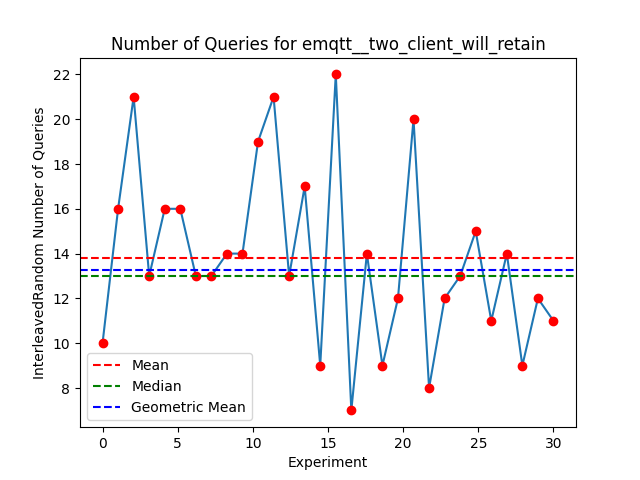 Number of Queries for emqtt__two_client_will_retain
InterleavedRandom Number of Queries
22
20
18
16
14
12
10
8
Mean
Median
Geometric Mean
0 5 10 15 20 25 30
Experiment